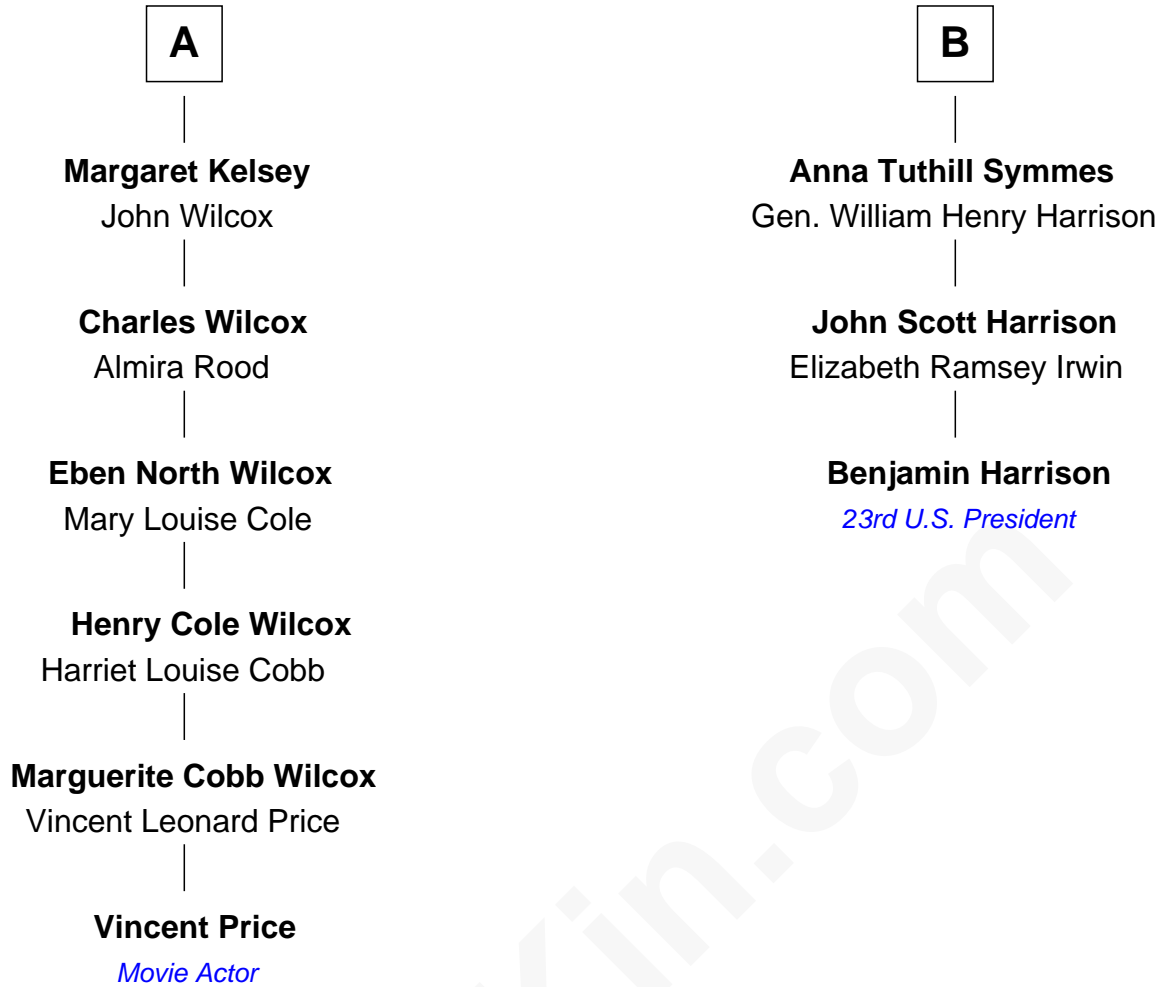 A
Margaret Kelsey
John Wilcox
Charles Wilcox
Almira Rood
Eben North Wilcox
Mary Louise Cole
Henry Cole Wilcox
Harriet Louise Cobb
Marguerite Cobb Wilcox
Vincent Leonard Price
Vincent Price
Movie Actor
B
Anna Tuthill Symmes
Gen. William Henry Harrison
John Scott Harrison
Elizabeth Ramsey Irwin
Benjamin Harrison
23rd U.S. President
Kin.com